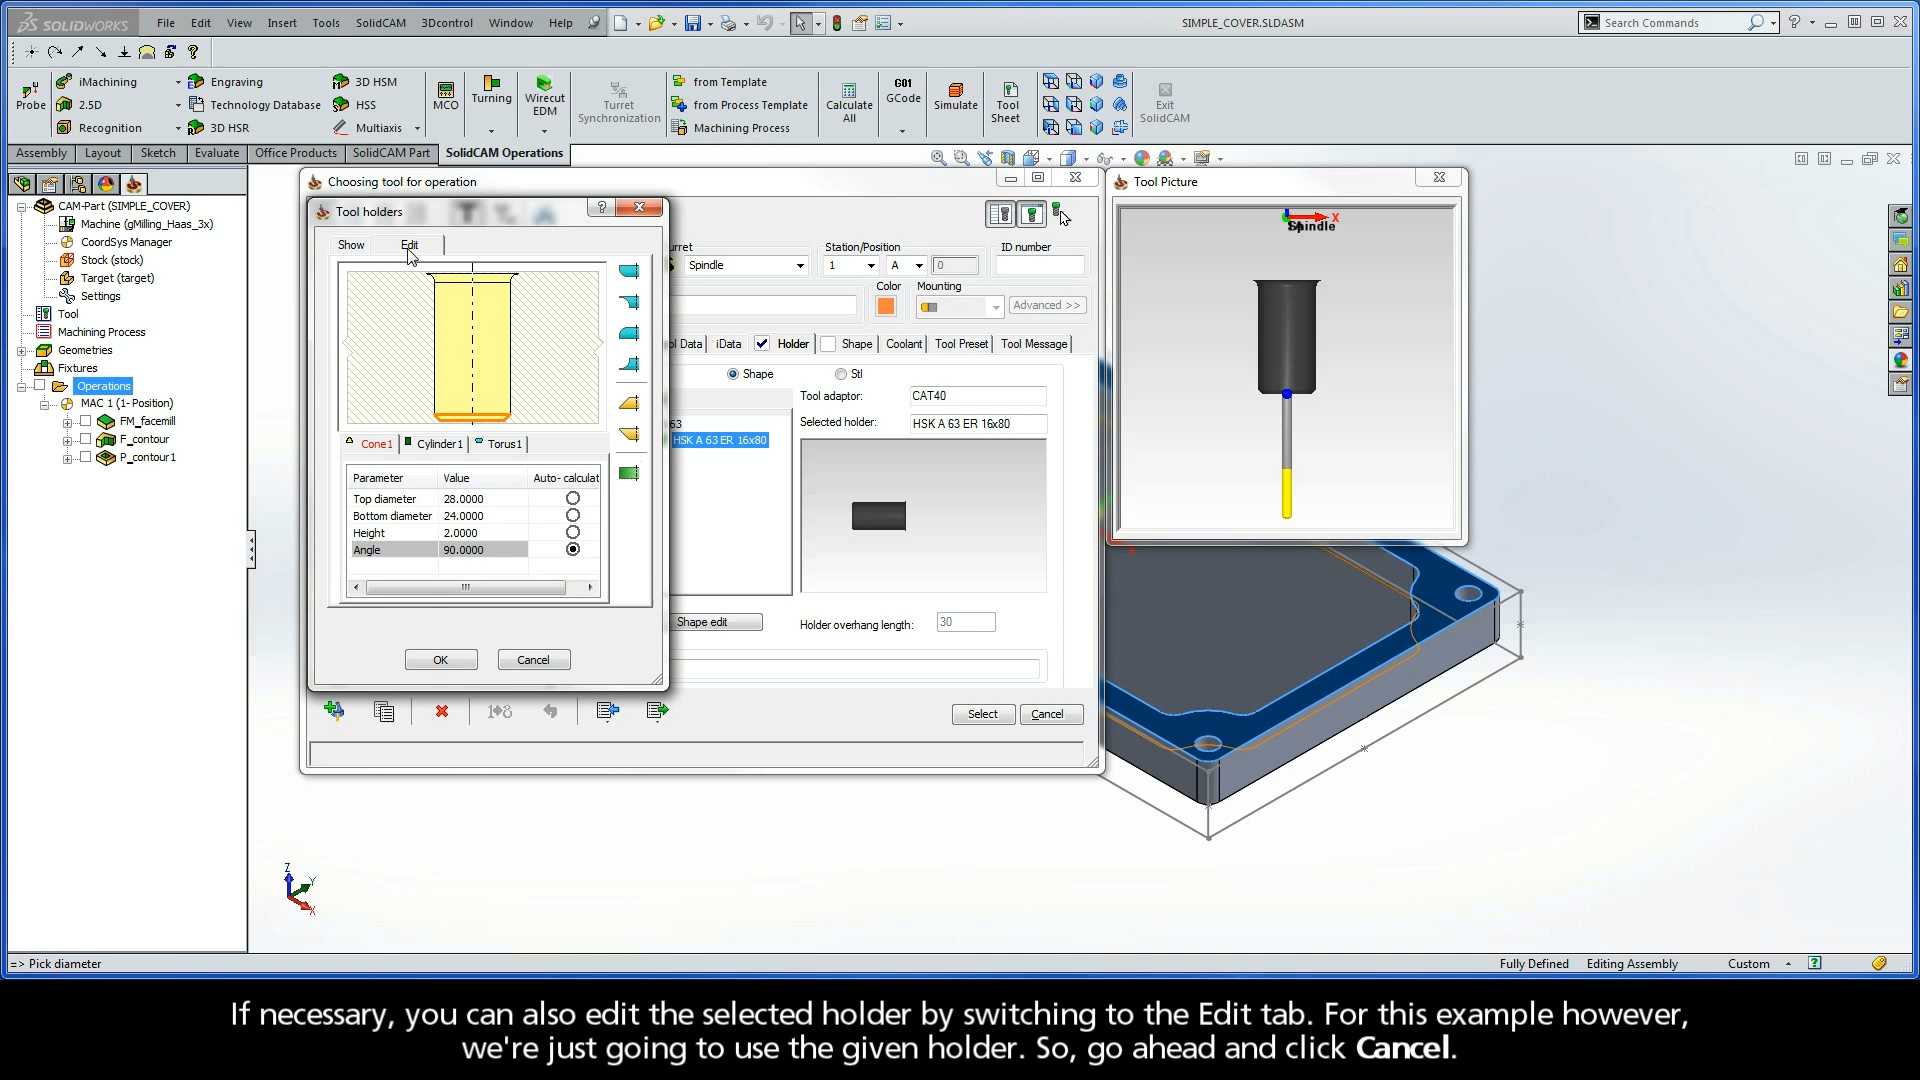 SOLIDWORKS File Edit View Insert Tools SolidCAM 3Dcontrol Window Help SIMPLE_COVER.SLDASM Search Commands
iMachining Engraving 3D HSM from Template
Probe 2.5D Technology Database HSS MCO Turning Wirecut EDM Turret Synchronization from Process Template Calculate All G01 GCode Simulate Tool Sheet Exit SolidCAM
Recognition 3D HSR Multiaxis Machining Process
Assembly Layout Sketch Evaluate Office Products SolidCAM Part SolidCAM Operations
CAM-Part (SIMPLE_COVER)
Machine (gMilling_Haas_3x)
CoordSys Manager
Stock (stock)
Target (target)
Settings
Tool
Machining Process
Geometries
Fixtures
Operations
MAC 1 (1- Position)
FM_facemill
F_contour
P_contour1
Choosing tool for operation
Tool holders
Show Edit
Cone1 Cylinder1 Torus1
Parameter Value Auto- calculat
Top diameter 28.0000
Bottom diameter 24.0000
Height 2.0000
Angle 90.0000
OK Cancel
urret Station/Position ID number
Spindle 1 A 0
Color Mounting
Advanced >>
ol Data iData Holder Shape Coolant Tool Preset Tool Message
Shape Stl
Tool adaptor: CAT40
63 Selected holder: HSK A 63 ER 16x80
HSK A 63 ER 16x80
Shape edit Holder overhang length: 30
Select Cancel
Tool Picture
X
Spindle
Z
Y
X
=> Pick diameter Fully Defined Editing Assembly Custom
If necessary, you can also edit the selected holder by switching to the Edit tab. For this example however,
we're just going to use the given holder. So, go ahead and click Cancel.